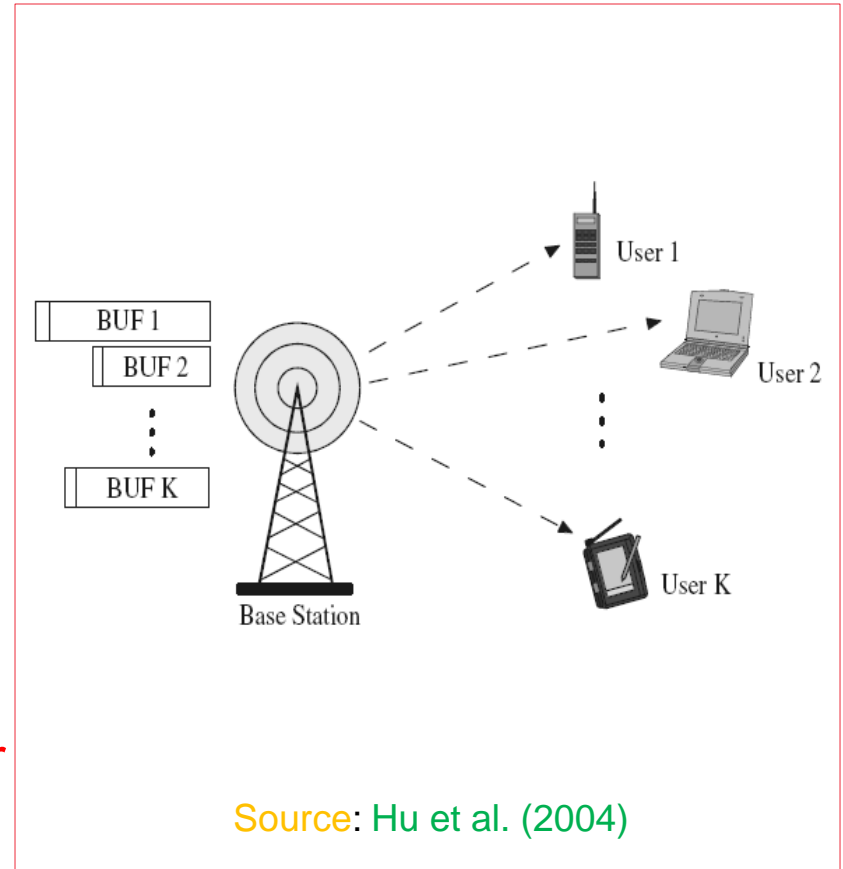 BUF 1
BUF 2
BUF K
Base Station
User 1
User 2
User K
Source: Hu et al. (2004)